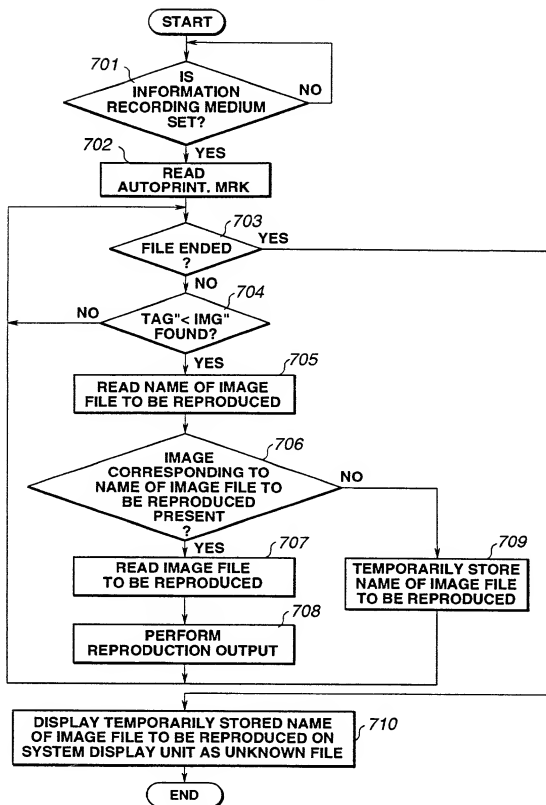 START
701
IS
INFORMATION
RECORDING MEDIUM
SET?
NO
YES
702
READ
AUTOPRINT. MRK
703
FILE ENDED
?
YES
NO
704
TAG"< IMG"
FOUND?
NO
YES
705
READ NAME OF IMAGE
FILE TO BE REPRODUCED
706
IMAGE
CORRESPONDING TO
NAME OF IMAGE FILE TO
BE REPRODUCED
PRESENT
?
NO
YES
707
READ IMAGE FILE
TO BE REPRODUCED
709
TEMPORARILY STORE
NAME OF IMAGE FILE
TO BE REPRODUCED
708
PERFORM
REPRODUCTION OUTPUT
DISPLAY TEMPORARILY STORED NAME
OF IMAGE FILE TO BE REPRODUCED ON
SYSTEM DISPLAY UNIT AS UNKNOWN FILE
710
END